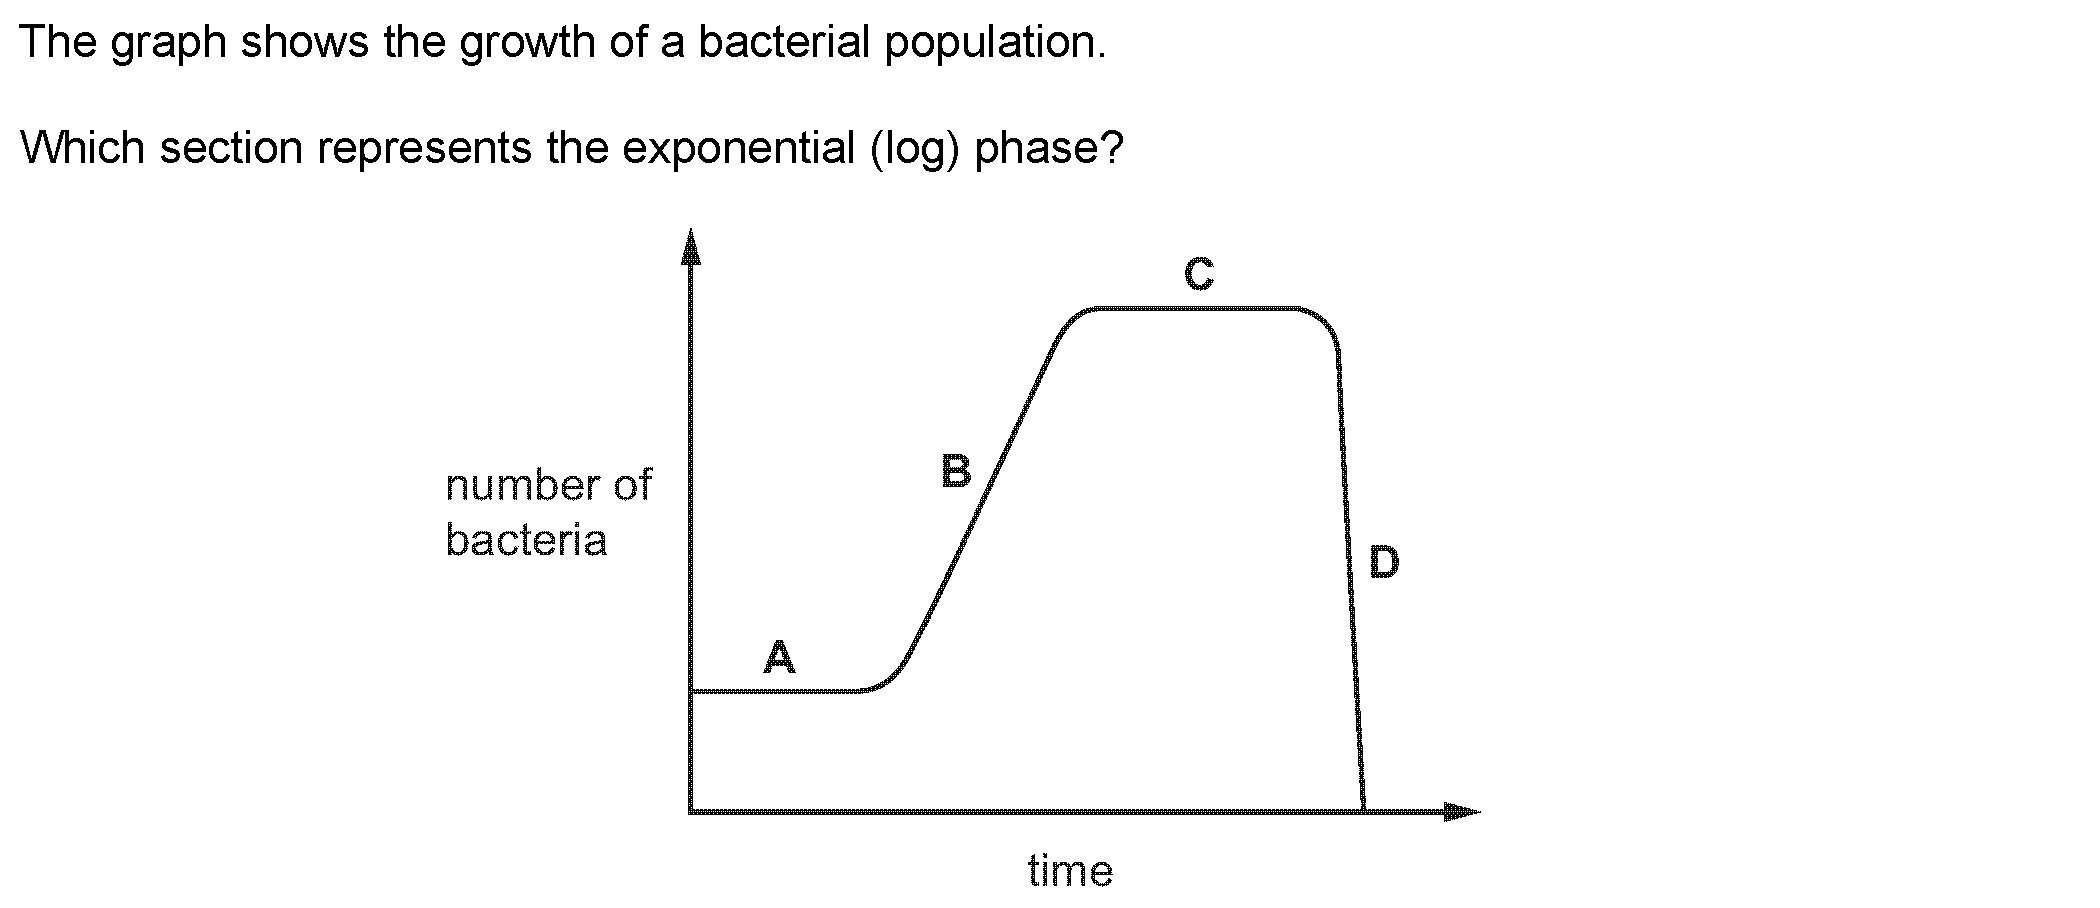 The graph shows the growth of a bacterial population.
Which section represents the exponential (log) phase?
C
B
number of
bacteria
D
A
time